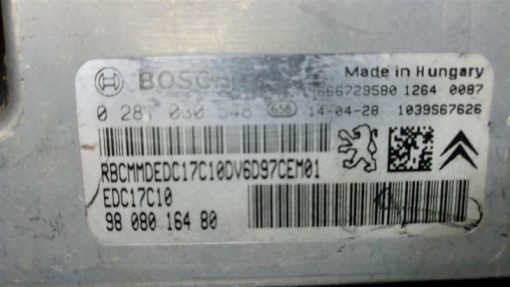 BOSCH
Made in Hungary
9666729580 1264 0087
0 281 030 548 14-04-28 1039S67626
RBCMMDEDC17C10DV6D97CEM01
EDC17C10
98 080 164 80